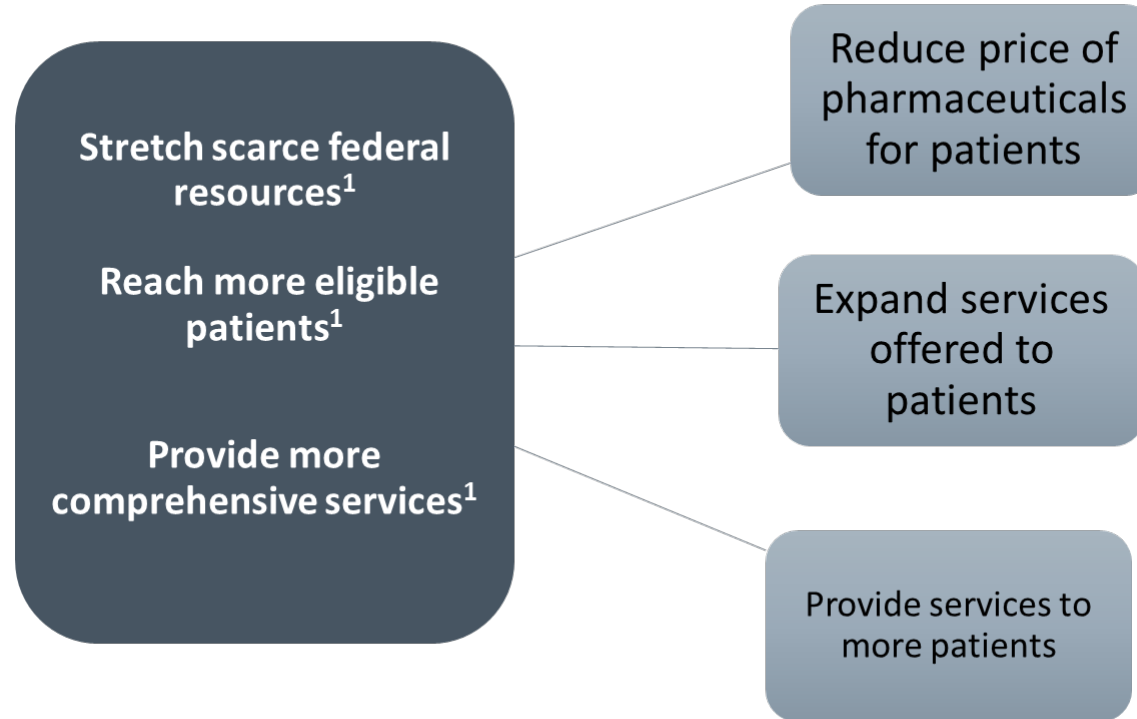 Stretch scarce federal
resources¹
Reach more eligible
patients¹
Provide more
comprehensive services¹
Reduce price of
pharmaceuticals
for patients
Expand services
offered to
patients
Provide services to
more patients